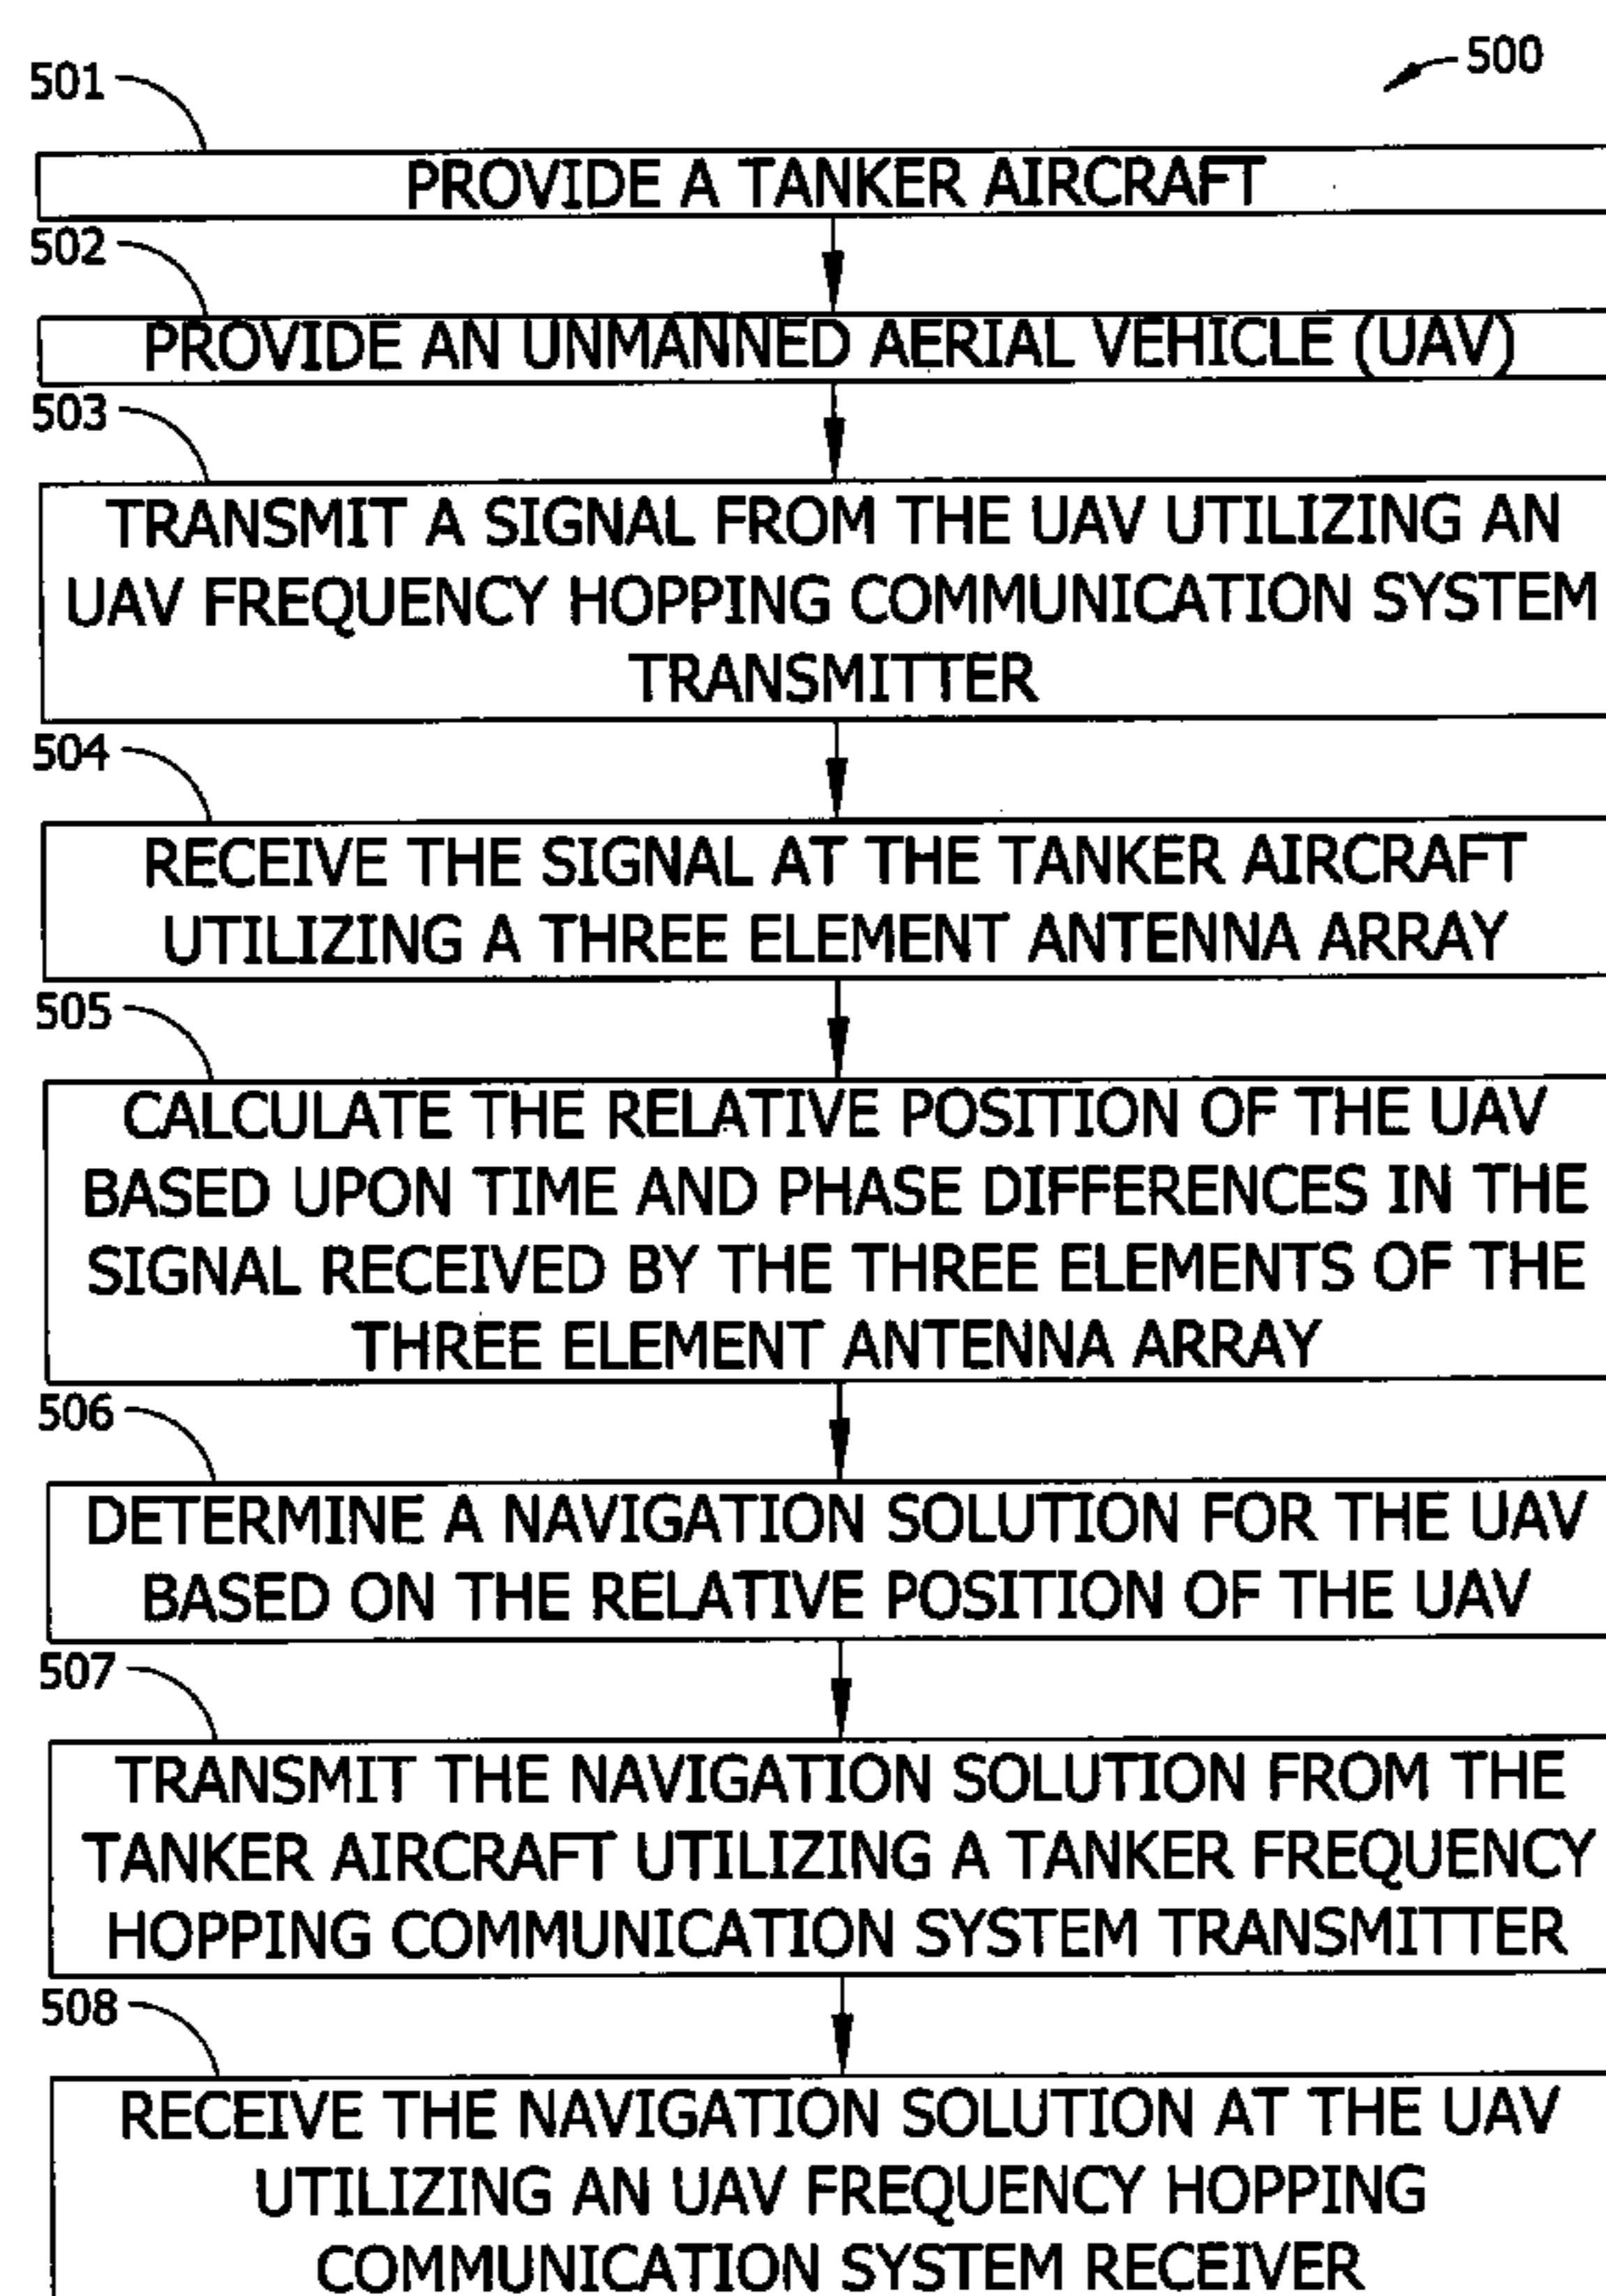 500
501
PROVIDE A TANKER AIRCRAFT
502
PROVIDE AN UNMANNED AERIAL VEHICLE (UAV)
503
TRANSMIT A SIGNAL FROM THE UAV UTILIZING AN
UAV FREQUENCY HOPPING COMMUNICATION SYSTEM
TRANSMITTER
504
RECEIVE THE SIGNAL AT THE TANKER AIRCRAFT
UTILIZING A THREE ELEMENT ANTENNA ARRAY
505
CALCULATE THE RELATIVE POSITION OF THE UAV
BASED UPON TIME AND PHASE DIFFERENCES IN THE
SIGNAL RECEIVED BY THE THREE ELEMENTS OF THE
THREE ELEMENT ANTENNA ARRAY
506
DETERMINE A NAVIGATION SOLUTION FOR THE UAV
BASED ON THE RELATIVE POSITION OF THE UAV
507
TRANSMIT THE NAVIGATION SOLUTION FROM THE
TANKER AIRCRAFT UTILIZING A TANKER FREQUENCY
HOPPING COMMUNICATION SYSTEM TRANSMITTER
508
RECEIVE THE NAVIGATION SOLUTION AT THE UAV
UTILIZING AN UAV FREQUENCY HOPPING
COMMUNICATION SYSTEM RECEIVER